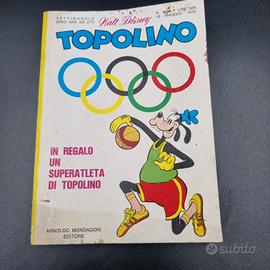 SETTIMANALE
Walt Disney
TOPOLINO
IN REGALO
UN
SUPERATLETA
DI TOPOLINO
ARNOLDO MONDADORI
EDITORE
subito